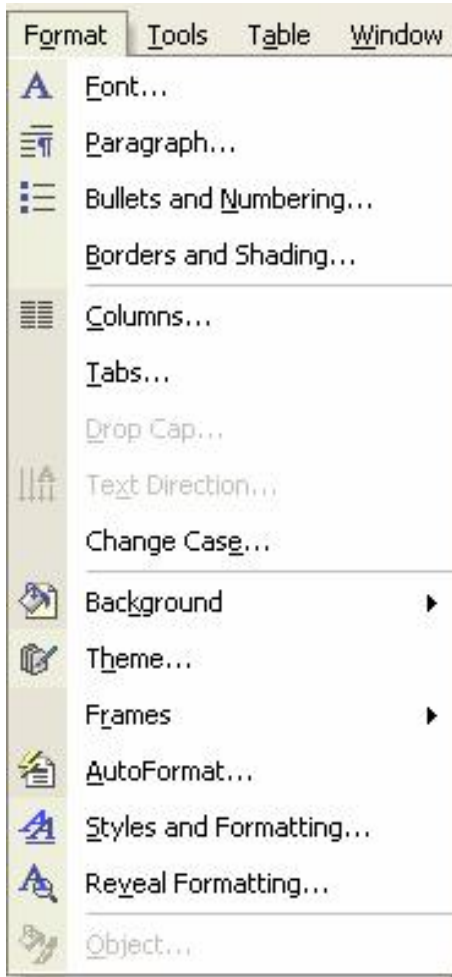 Format Tools Table Window
Font...
Paragraph...
Bullets and Numbering...
Borders and Shading...
Columns...
Tabs...
Drop Cap...
Text Direction...
Change Case...
Background
Theme...
Frames
AutoFormat...
Styles and Formatting...
Reveal Formatting...
Object...